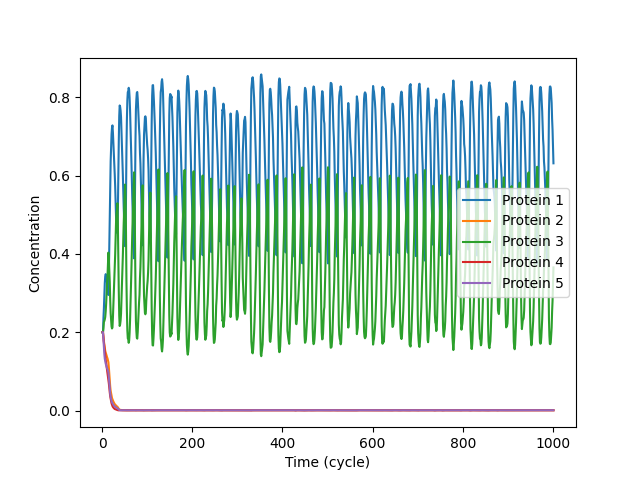 0.8
0.6
0.4
0.2
0.0
Concentration
Protein 1
Protein 2
Protein 3
Protein 4
Protein 5
0
200
400
600
800
1000
Time (cycle)